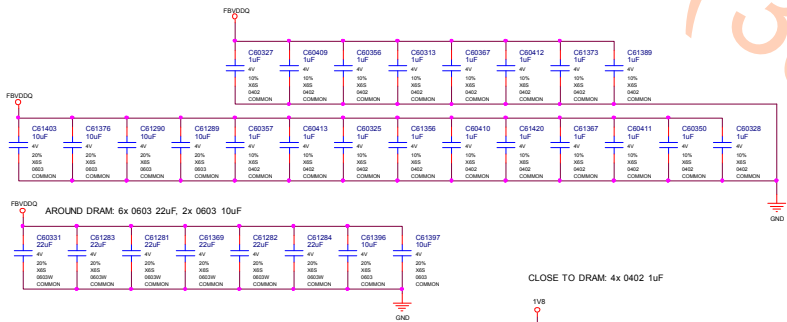 FBVDDQ
C60327 C60409 C60356 C60313 C60367 C60412 C61373 C61389
1uF 1uF 1uF 1uF 1uF 1uF 1uF 1uF
4V 4V 4V 4V 4V 4V 4V 4V
10% 10% 10% 10% 10% 10% 10% 10%
X6S X6S X6S X6S X6S X6S X6S X6S
0402 0402 0402 0402 0402 0402 0402 0402
COMMON COMMON COMMON COMMON COMMON COMMON COMMON COMMON
FBVDDQ
C61403 C61376 C61290 C61289 C60357 C60413 C60325 C61356 C60410 C61420 C61367 C60411 C60350 C60328
10uF 10uF 10uF 10uF 1uF 1uF 1uF 1uF 1uF 1uF 1uF 1uF 1uF 1uF
4V 4V 4V 4V 4V 4V 4V 4V 4V 4V 4V 4V 4V 4V
20% 20% 20% 20% 10% 10% 10% 10% 10% 10% 10% 10% 10% 10%
X6S X6S X6S X6S X6S X6S X6S X6S X6S X6S X6S X6S X6S X6S
0603 0603 0603 0603 0402 0402 0402 0402 0402 0402 0402 0402 0402 0402
COMMON COMMON COMMON COMMON COMMON COMMON COMMON COMMON COMMON COMMON COMMON COMMON COMMON COMMON
GND
FBVDDQ
AROUND DRAM: 6x 0603 22uF, 2x 0603 10uF
C60331 C61283 C61281 C61369 C61282 C61284 C61396 C61397
22uF 22uF 22uF 22uF 22uF 22uF 10uF 10uF
4V 4V 4V 4V 4V 4V 4V 4V
20% 20% 20% 20% 20% 20% 20% 20%
X6S X6S X6S X6S X6S X6S X6S X6S
0603W 0603W 0603W 0603W 0603W 0603W 0603 0603
COMMON COMMON COMMON COMMON COMMON COMMON COMMON COMMON
GND
CLOSE TO DRAM: 4x 0402 1uF
1V8